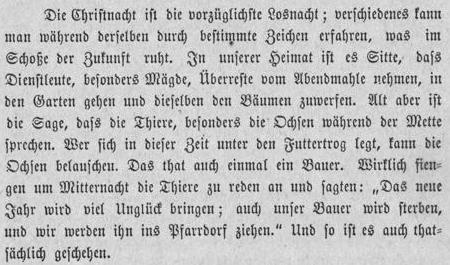 Die Christnacht ist die vorzüglichste Losnacht; verschiedenes kann
man während derselben durch bestimmte Zeichen erfahren, was im
Schoße der Zukunft ruht. In unserer Heimat ist es Sitte, dass
Dienstleute, besonders Mägde, Überreste vom Abendmahle nehmen, in
den Garten gehen und dieselben den Bäumen zuwerfen. Alt aber ist
die Sage, dass die Thiere, besonders die Ochsen während der Mette
sprechen. Wer sich in dieser Zeit unter den Futtertrog legt, kann die
Ochsen belauschen. Das that auch einmal ein Bauer. Wirklich fien-
gen um Mitternacht die Thiere zu reden an und sagten: „Das neue
Jahr wird viel Unglück bringen; auch unser Bauer wird sterben,
und wir werden ihn ins Pfarrdorf ziehen.“ Und so ist es auch that-
sächlich geschehen.